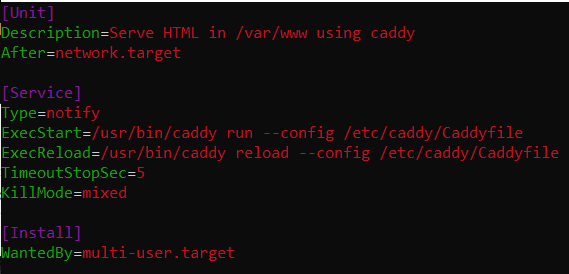 [Unit]
Description=Serve HTML in /var/www using caddy
After=network.target
[Service]
Type=notify
ExecStart=/usr/bin/caddy run --config /etc/caddy/Caddyfile
ExecReload=/usr/bin/caddy reload --config /etc/caddy/Caddyfile
TimeoutStopSec=5
KillMode=mixed
[Install]
WantedBy=multi-user.target